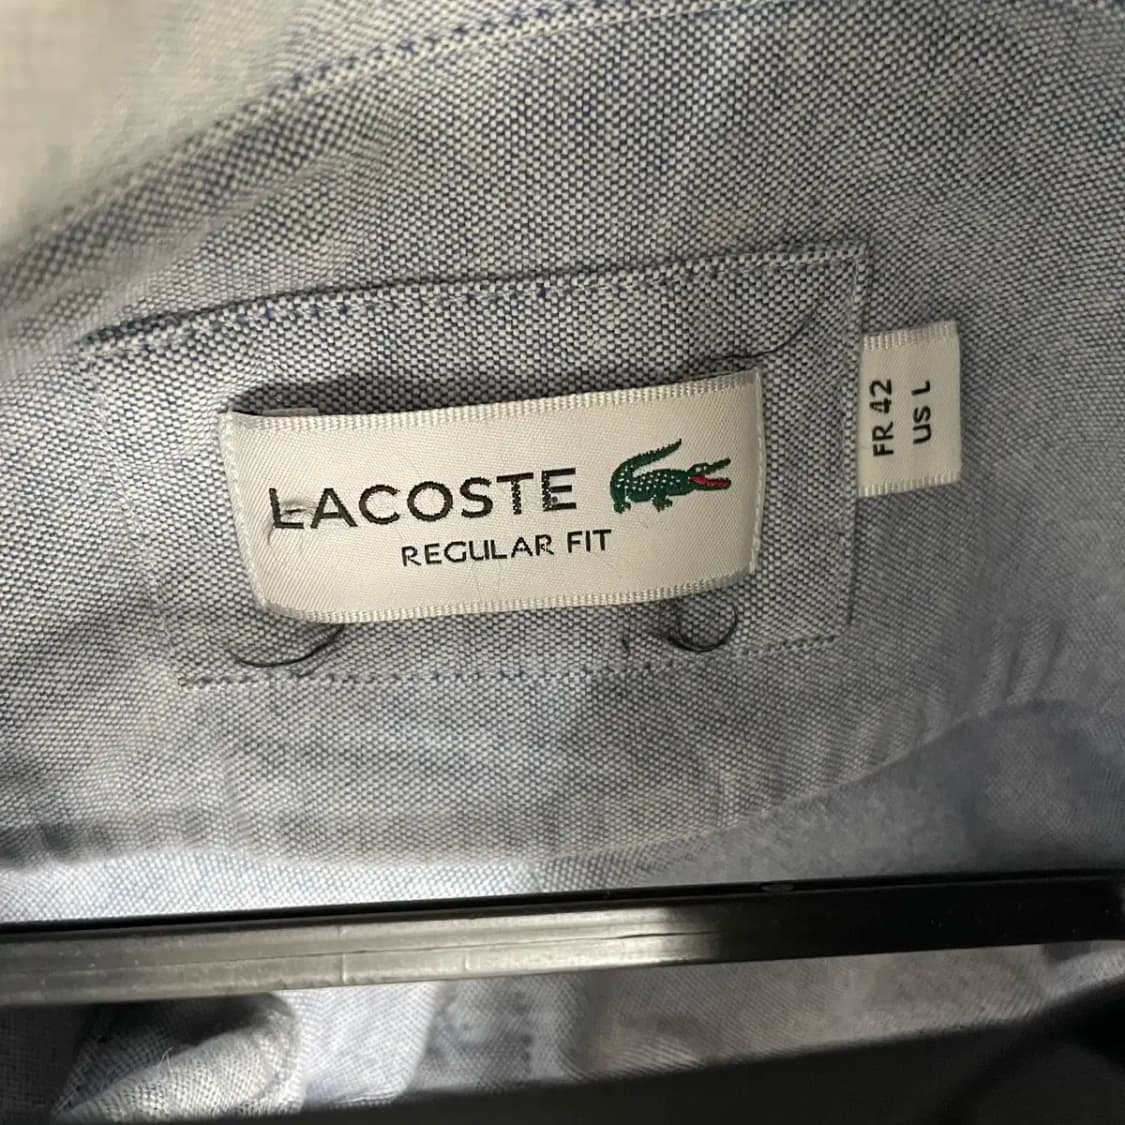 LACOSTE
REGULAR FIT
FR 42
US L